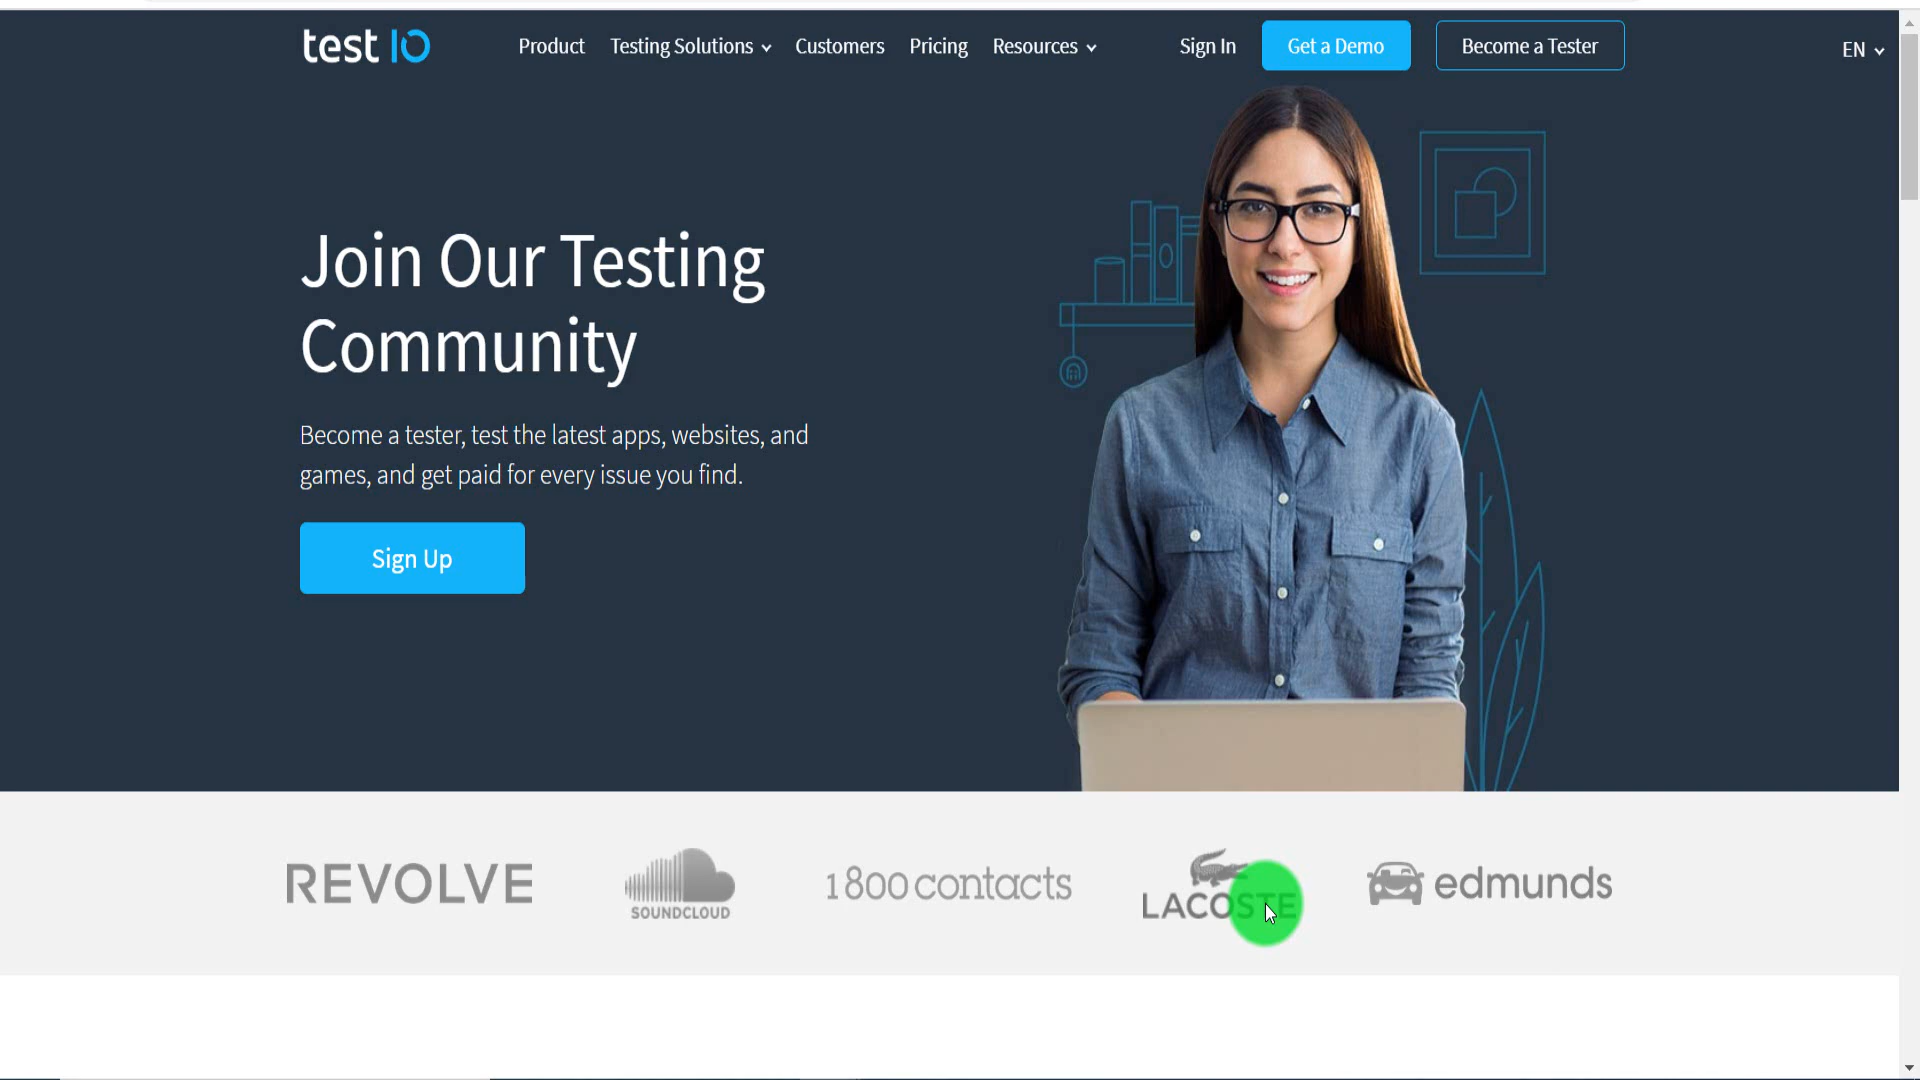 test IO
Product Testing Solutions Customers Pricing Resources Sign In Get a Demo Become a Tester EN
Join Our Testing
Community
Become a tester, test the latest apps, websites, and
games, and get paid for every issue you find.
Sign Up
REVOLVE SOUNDCLOUD 1800 contacts LACOSTE edmunds